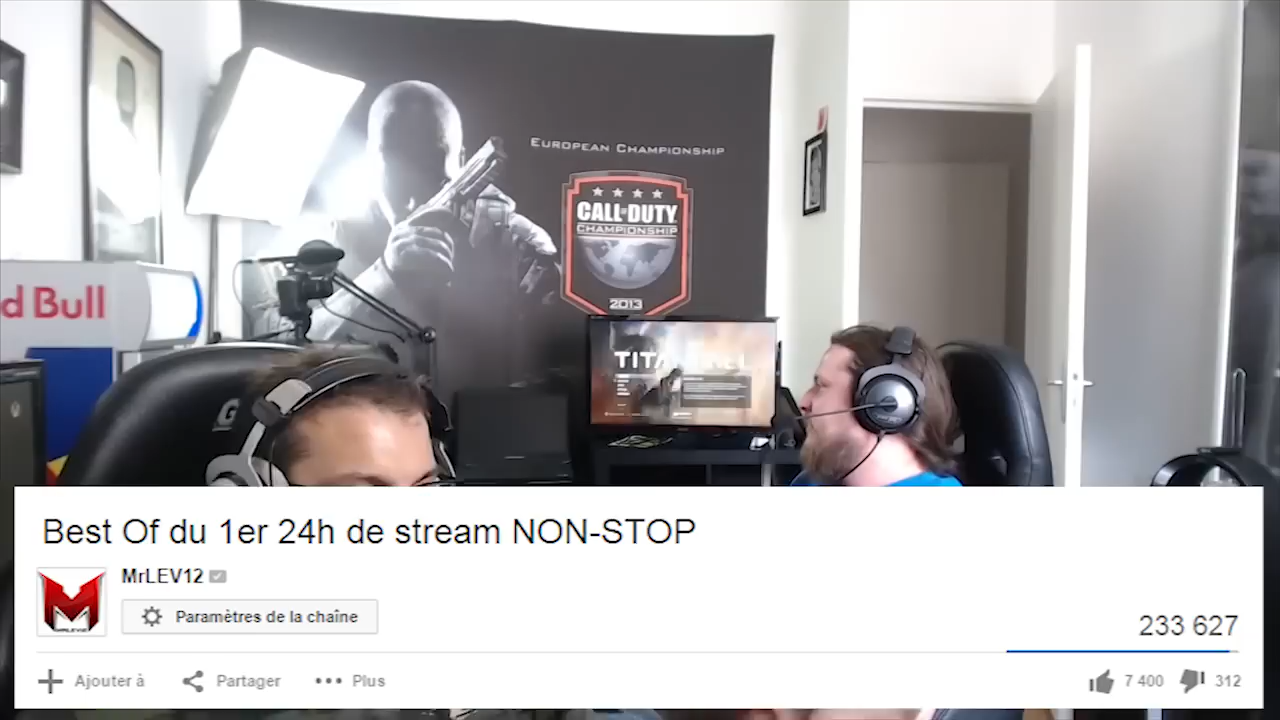 EUROPEAN CHAMPIONSHIP
CALL OF DUTY
CHAMPIONSHIP
2013
d Bull
Best Of du 1er 24h de stream NON-STOP
MrLEV12
Paramètres de la chaîne
233 627
Ajouter à
Partager
Plus
7 400
312